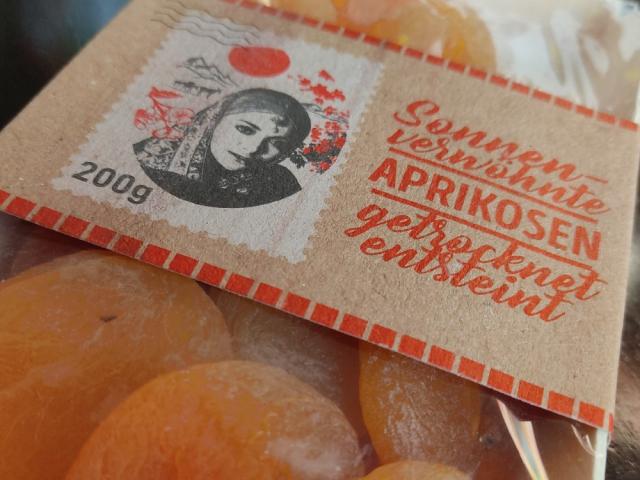 200g
Sonnen-
verwöhnte
APRIKOSEN
getrocknet
entsteint